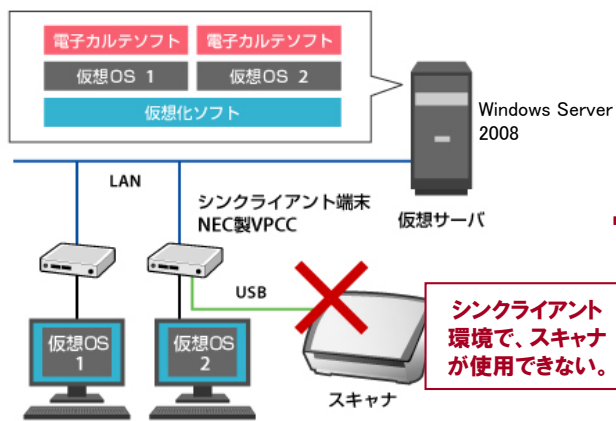 電子カルテソフト 電子カルテソフト
仮想OS 1 仮想OS 2
仮想化ソフト
Windows Server
2008
LAN
シンクライアント端末
NEC製VPCC
仮想サーバ
USB
仮想OS
1
仮想OS
2
シンクライアント
環境で、スキャナ
が使用できない。
スキャナ